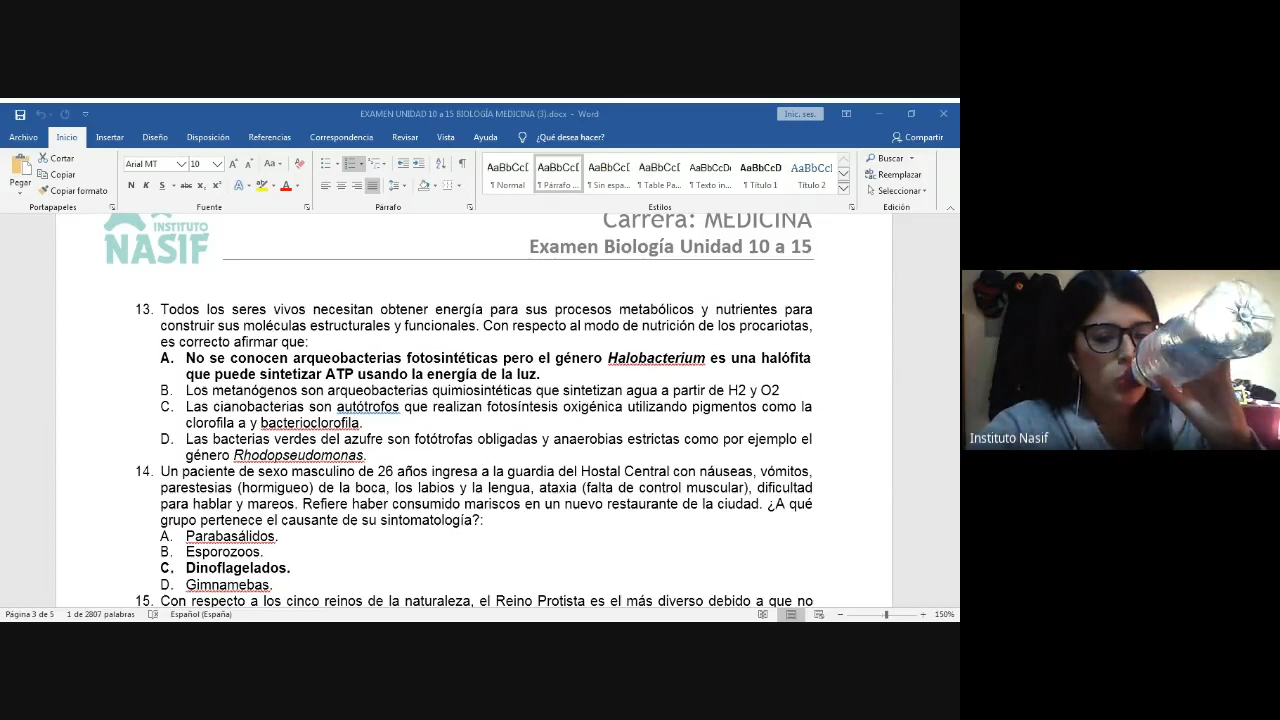 EXAMEN UNIDAD 10 a 15 BIOLOGÍA MEDICINA (3).docx - Word
Inic. ses.
Archivo Inicio Insertar Diseño Disposición Referencias Correspondencia Revisar Vista Ayuda ¿Qué desea hacer? Compartir
Pegar
Cortar
Copiar
Copiar formato
Portapapeles
Arial MT 10
N K S abc x₂ x²
Fuente
Párrafo
AaBbCcD AaBbCcD AaBbCcD AaBbCcD AaBbCcD AaBbCcD AaBbCcI
¶ Normal ¶ Párrafo ... ¶ Sin espa... ¶ Table Pa... ¶ Texto in... ¶ Título 1 Título 2
Estilos
Buscar
Reemplazar
Seleccionar
Edición
INSTITUTO
NASIF
Carrera: MEDICINA
Examen Biología Unidad 10 a 15
13. Todos los seres vivos necesitan obtener energía para sus procesos metabólicos y nutrientes para
construir sus moléculas estructurales y funcionales. Con respecto al modo de nutrición de los procariotas,
es correcto afirmar que:
A. No se conocen arqueobacterias fotosintéticas pero el género Halobacterium es una halófita
que puede sintetizar ATP usando la energía de la luz.
B. Los metanógenos son arqueobacterias quimiosintéticas que sintetizan agua a partir de H2 y O2
C. Las cianobacterias son autótrofos que realizan fotosíntesis oxigénica utilizando pigmentos como la
clorofila a y bacterioclorofila.
D. Las bacterias verdes del azufre son fotótrofas obligadas y anaerobias estrictas como por ejemplo el
género Rhodopseudomonas.
14. Un paciente de sexo masculino de 26 años ingresa a la guardia del Hostal Central con náuseas, vómitos,
parestesias (hormigueo) de la boca, los labios y la lengua, ataxia (falta de control muscular), dificultad
para hablar y mareos. Refiere haber consumido mariscos en un nuevo restaurante de la ciudad. ¿A qué
grupo pertenece el causante de su sintomatología?:
A. Parabasálidos.
B. Esporozoos.
C. Dinoflagelados.
D. Gimnamebas.
15. Con respecto a los cinco reinos de la naturaleza, el Reino Protista es el más diverso debido a que no
Página 3 de 5 1 de 2807 palabras Español (España) 150%
Instituto Nasif